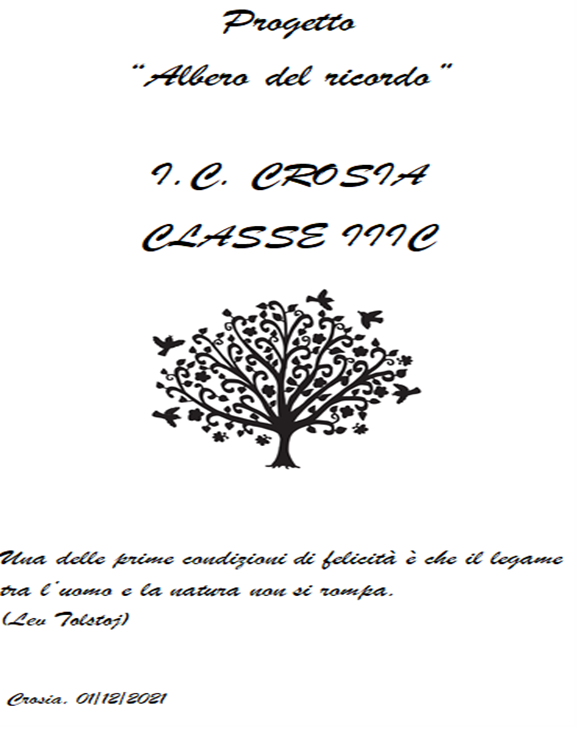 Progetto
“Albero del ricordo”
I.C. CROSIA
CLASSE IIIC
Una delle prime condizioni di felicità è che il legame
tra l'uomo e la natura non si rompa.
(Lev Tolstoj)
Crosia, 01/12/2021